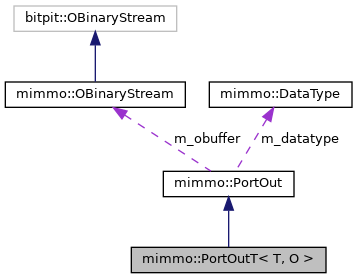 bitpit::OBinaryStream
mimmo::OBinaryStream
mimmo::DataType
m_obuffer
m_datatype
mimmo::PortOut
mimmo::PortOutT< T, O >